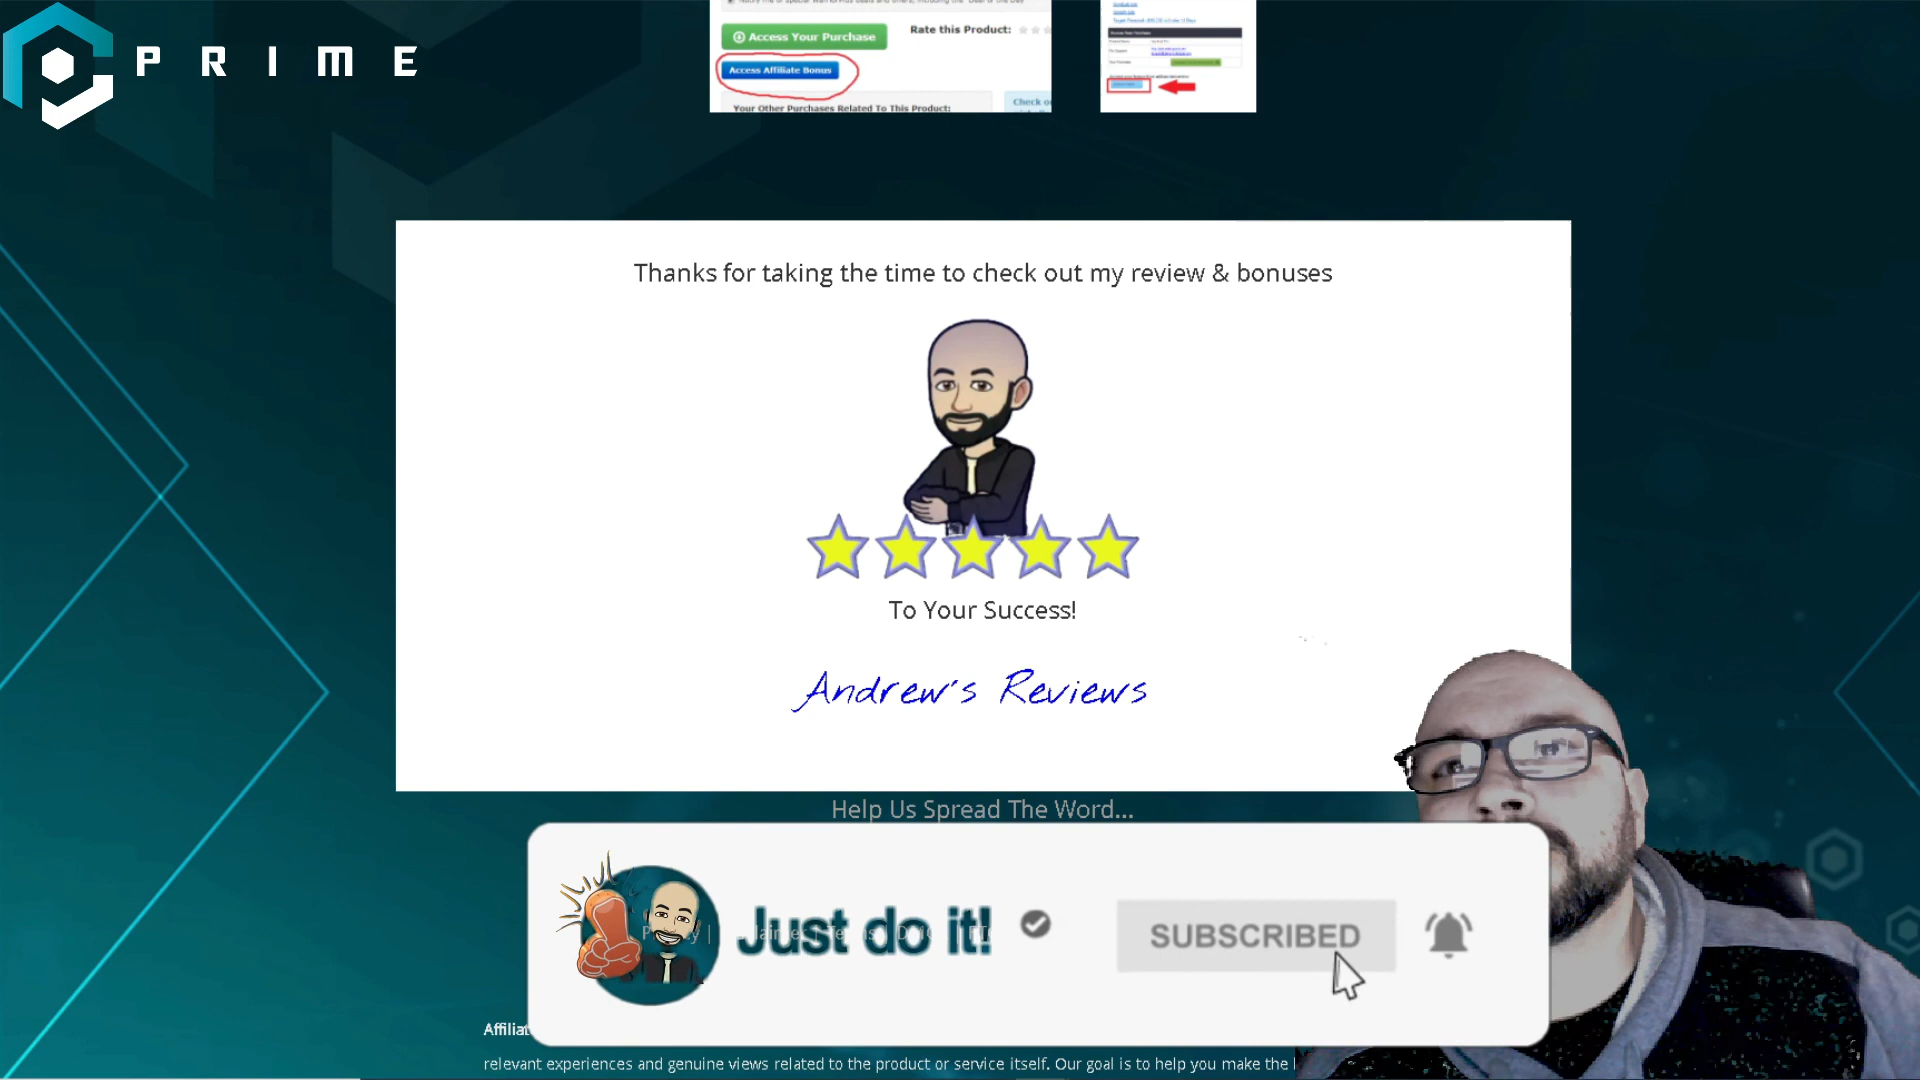 PRIME
Access Your Purchase
Rate this Product:
Access Affiliate Bonus
Your Other Purchases Related To This Product:
Check
Thanks for taking the time to check out my review & bonuses
To Your Success!
Andrew's Reviews
Help Us Spread The Word...
Just do it!
SUBSCRIBED
relevant experiences and genuine views related to the product or service itself. Our goal is to help you make the